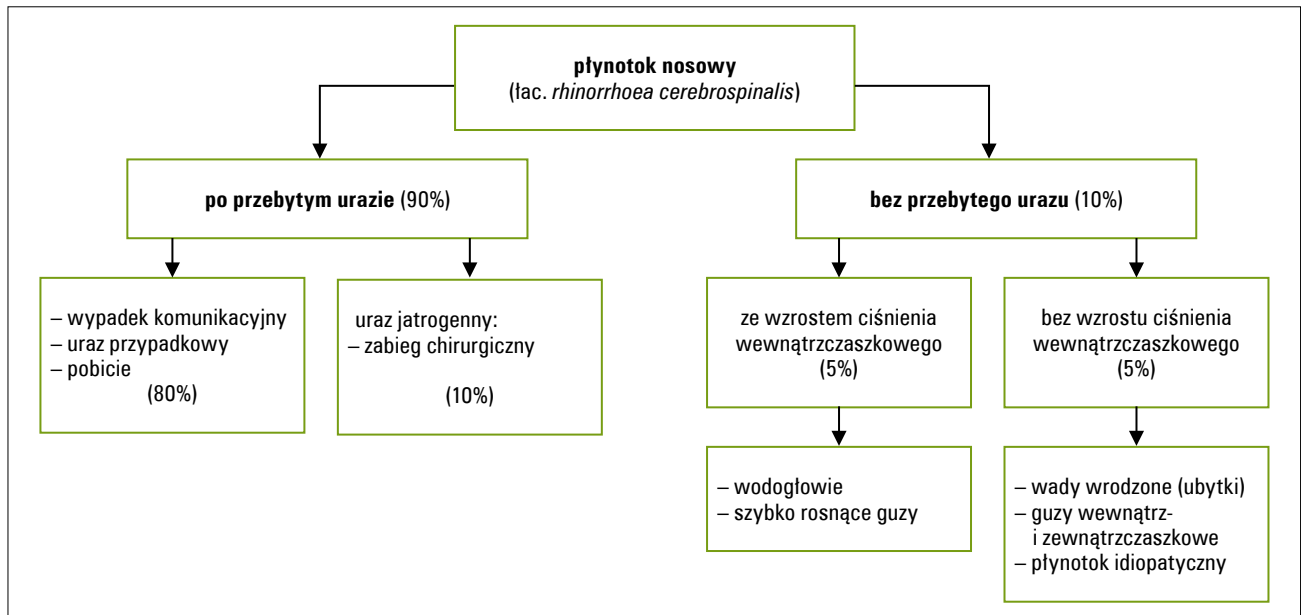 płynotok nosowy
(łac. rhinorrhoea cerebrospinalis)
po przebytym urazie (90%)
bez przebytego urazu (10%)
– wypadek komunikacyjny
– uraz przypadkowy
– pobicie
(80%)
uraz jatrogenny:
– zabieg chirurgiczny
(10%)
ze wzrostem ciśnienia
wewnątrzczaszkowego
(5%)
bez wzrostu ciśnienia
wewnątrzczaszkowego
(5%)
– wodogłowie
– szybko rosnące guzy
– wady wrodzone (ubytki)
– guzy wewnątrz-
i zewnątrzczaszkowe
– płynotok idiopatyczny